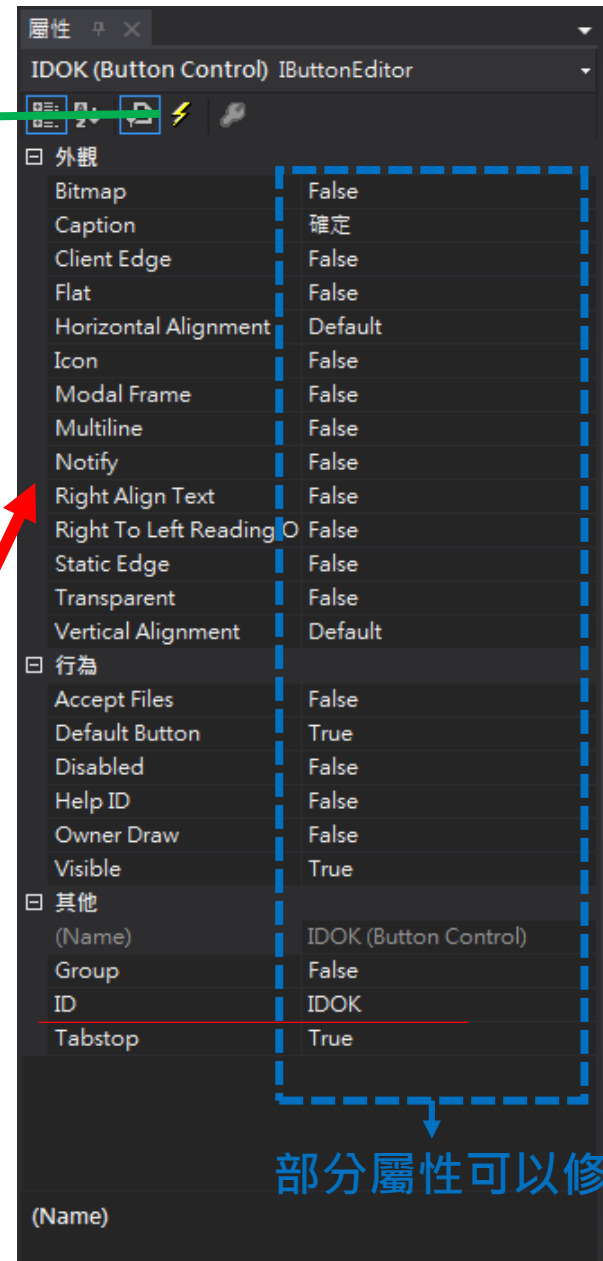 屬性
IDOK (Button Control) IButtonEditor
外觀
Bitmap False
Caption 確定
Client Edge False
Flat False
Horizontal Alignment Default
Icon False
Modal Frame False
Multiline False
Notify False
Right Align Text False
Right To Left Reading O False
Static Edge False
Transparent False
Vertical Alignment Default
行為
Accept Files False
Default Button True
Disabled False
Help ID False
Owner Draw False
Visible True
其他
(Name) IDOK (Button Control)
Group False
ID IDOK
Tabstop True
部分屬性可以修
(Name)